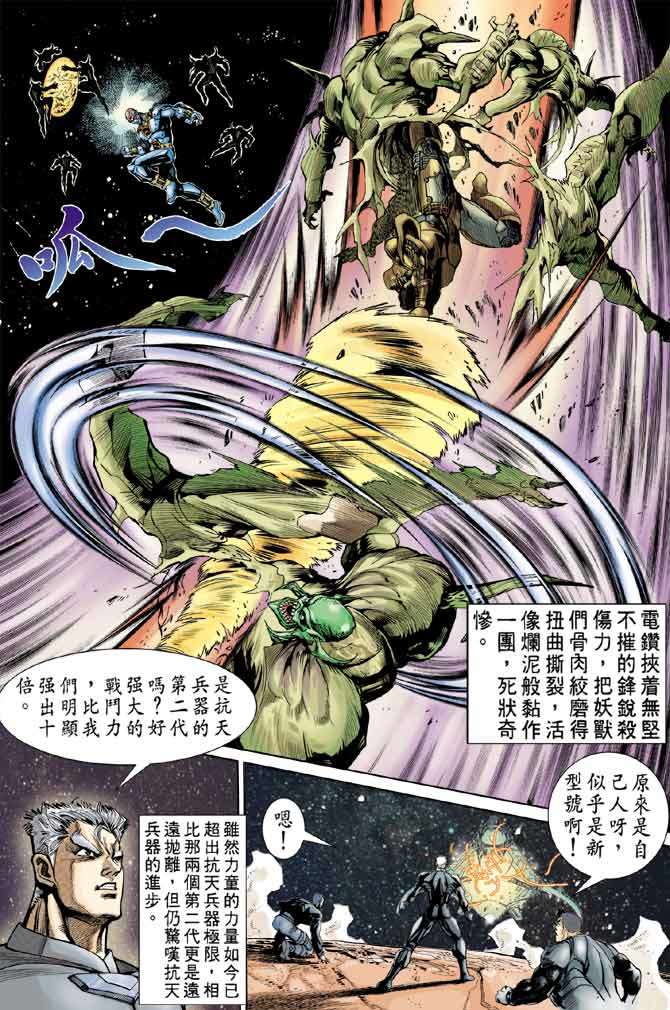 呱～
電鑽挾着無堅
不摧的鋒銳殺
傷力，把妖獸
們骨肉絞磨得
扭曲撕裂，活
像爛泥般黏作
一團，死狀奇
慘。
原來是自
己人呀，
似乎是新
型號啊！
嗯！
是抗天
兵器的
第二代
嗎？好
强大的
戰鬥力
，比我
們明顯
强出十
倍。
雖然力童的力量如今已
超出抗天兵器極限，相
比那兩個第二代更是遠
遠拋離，但仍驚嘆抗天
兵器的進步。